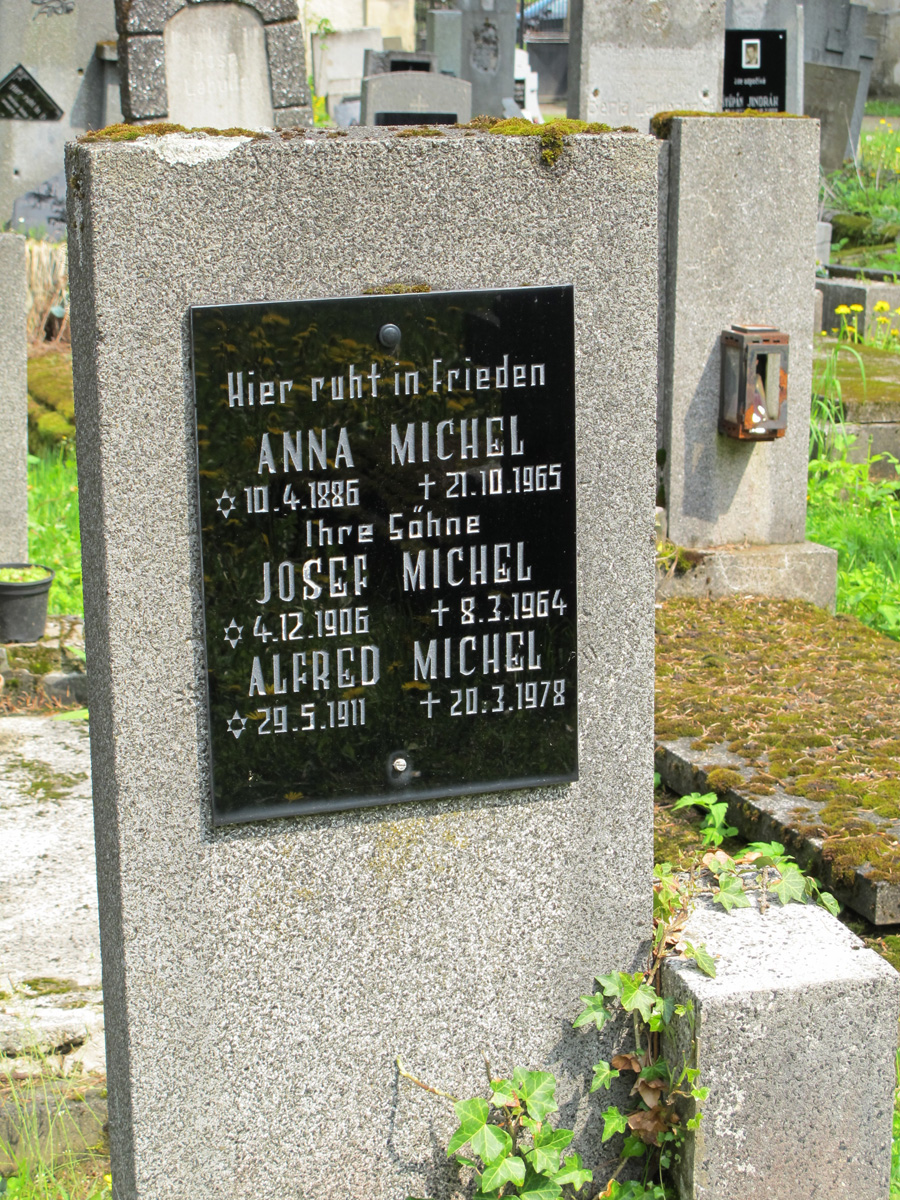 Hier ruht in Frieden
ANNA MICHEL
✡ 10.4.1886 † 21.10.1965
Ihre Söhne
JOSEF MICHEL
✡ 4.12.1906 † 8.3.1964
ALFRED MICHEL
✡ 29.5.1911 † 20.3.1978
JINDRÁK